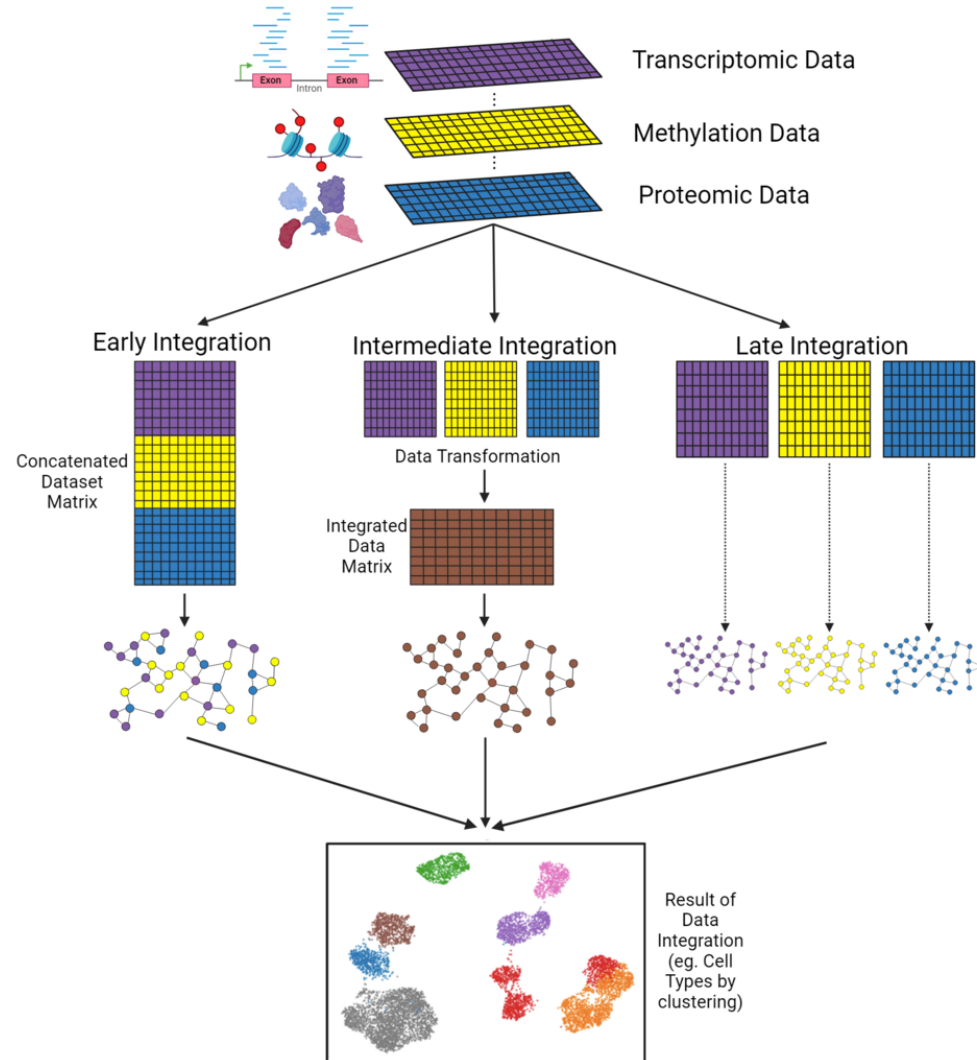 Exon
Exon
Intron
Transcriptomic Data
Methylation Data
Proteomic Data
Early Integration
Intermediate Integration
Late Integration
Concatenated
Dataset
Matrix
Data Transformation
Integrated
Data
Matrix
Result of
Data
Integration
(eg. Cell
Types by
clustering)